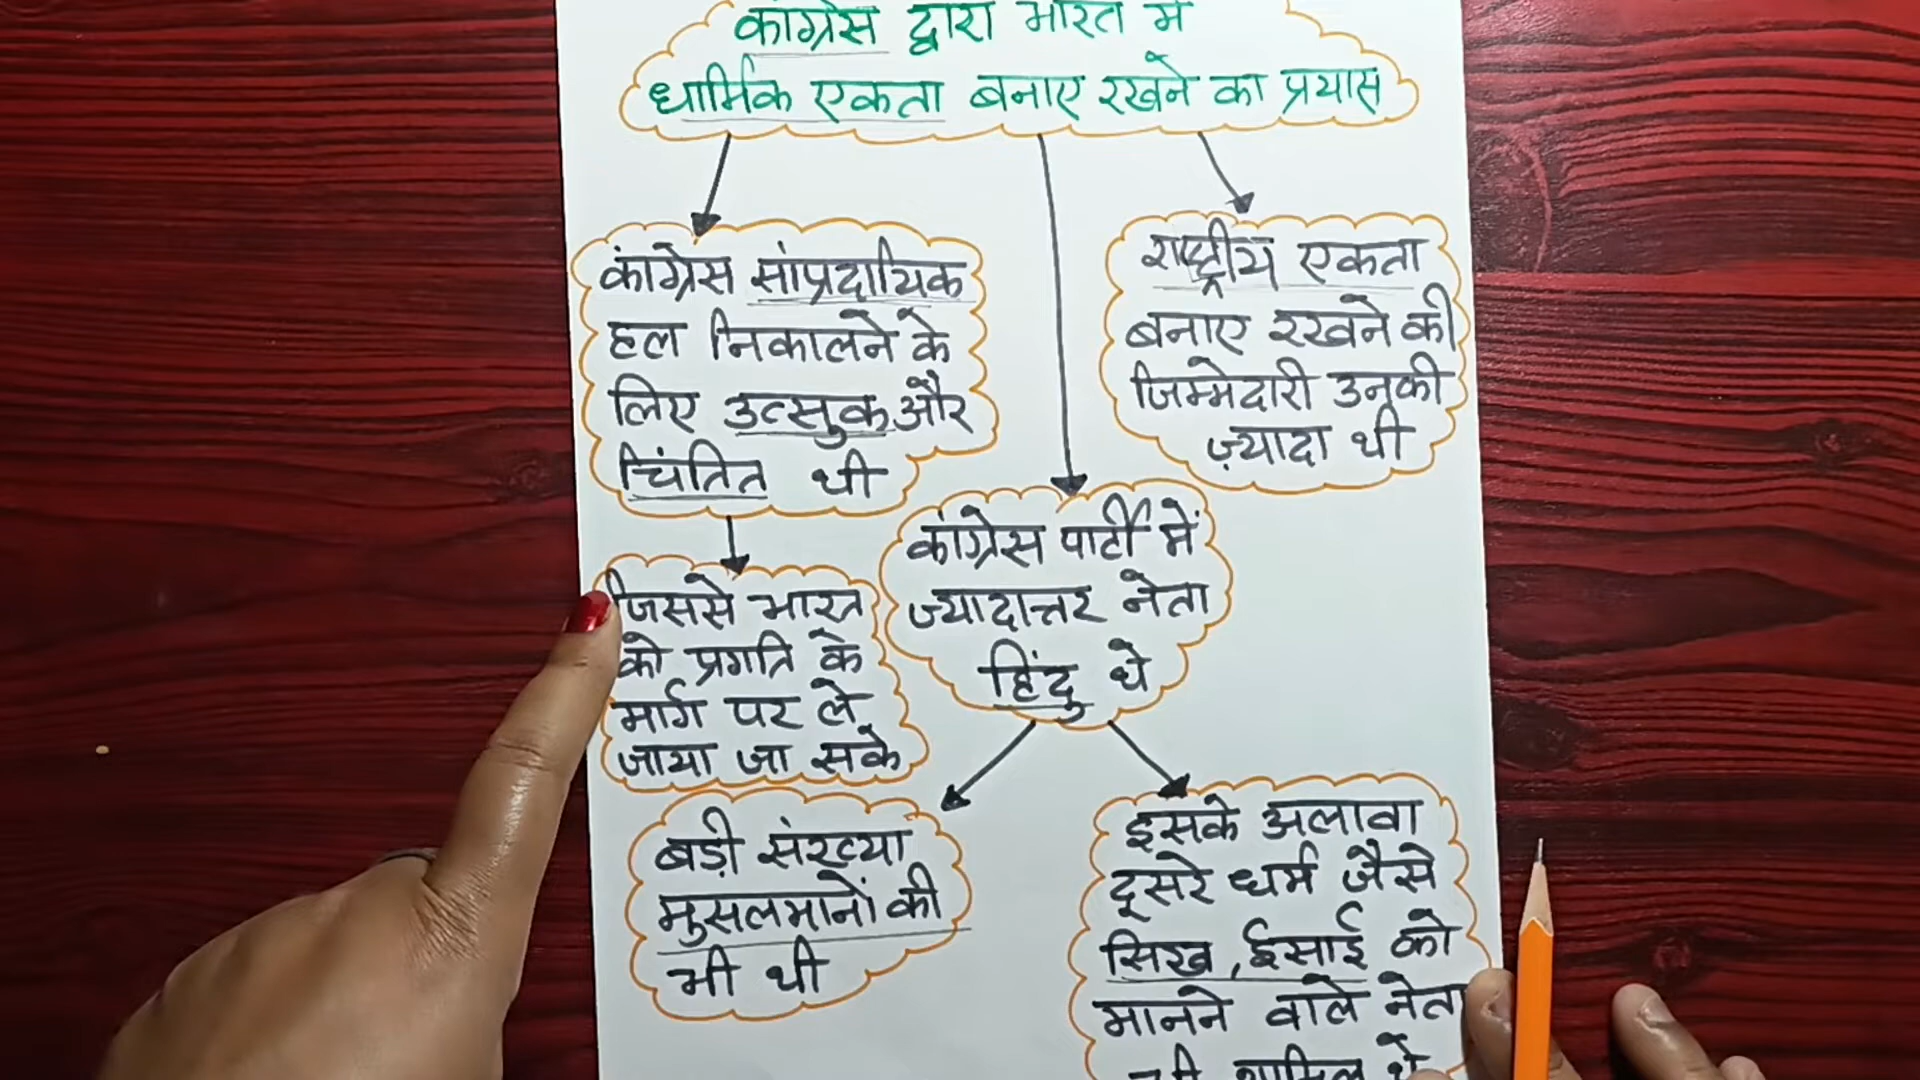 कांग्रेस द्वारा भारत में
धार्मिक एकता बनाए रखने का प्रयास
कांग्रेस सांप्रदायिक
हल निकालने के
लिए उत्सुक और
चिंतित थी
जिससे भारत
को प्रगति के
मार्ग पर ले
जाया जा सके
कांग्रेस पार्टी में
ज्यादात्तर नेता
हिंदु थे
राष्ट्रीय एकता
बनाए रखने की
जिम्मेदारी उनकी
ज़्यादा थी
बड़ी संख्या
मुसलमानों की
भी थी
इसके अलावा
दूसरे धर्म जैसे
सिख, ईसाई को
मानने वाले नेता
भी शामिल थे